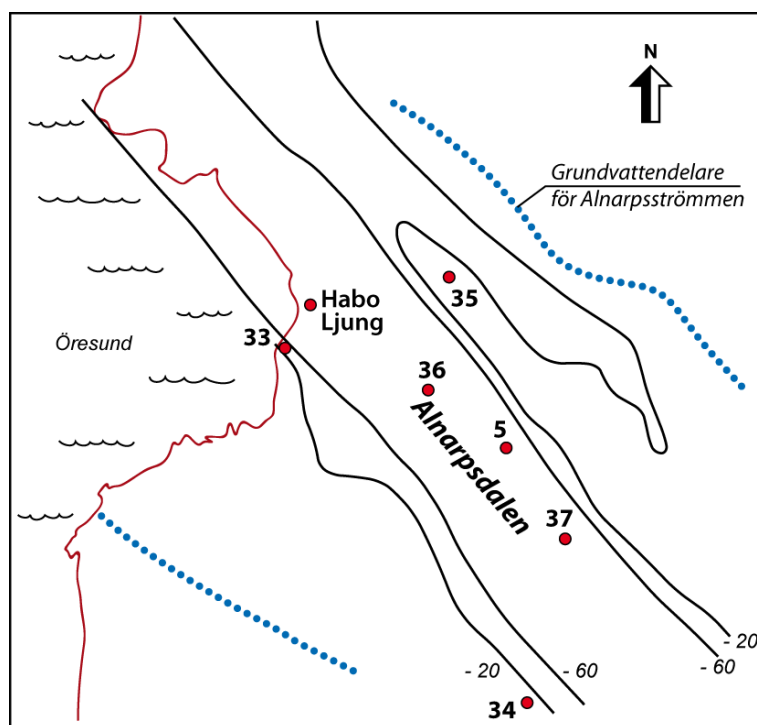 N
Grundvattendelare
för Alnarpsströmmen
35
Habo
Ljung
33
Öresund
36
Alnarpsdalen
5
37
- 20
- 60
- 20
- 60
34